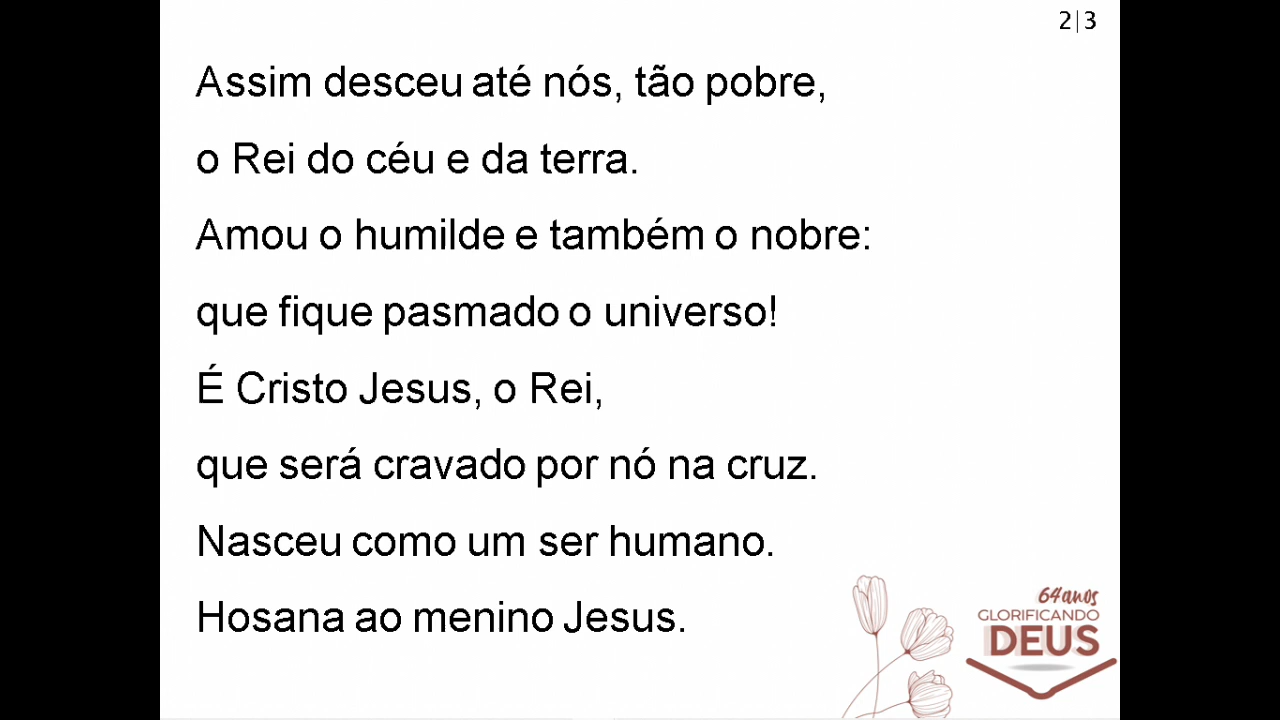 2|3
Assim desceu até nós, tão pobre,
o Rei do céu e da terra.
Amou o humilde e também o nobre:
que fique pasmado o universo!
É Cristo Jesus, o Rei,
que será cravado por nó na cruz.
Nasceu como um ser humano.
Hosana ao menino Jesus.
64 anos
GLORIFICANDO
DEUS